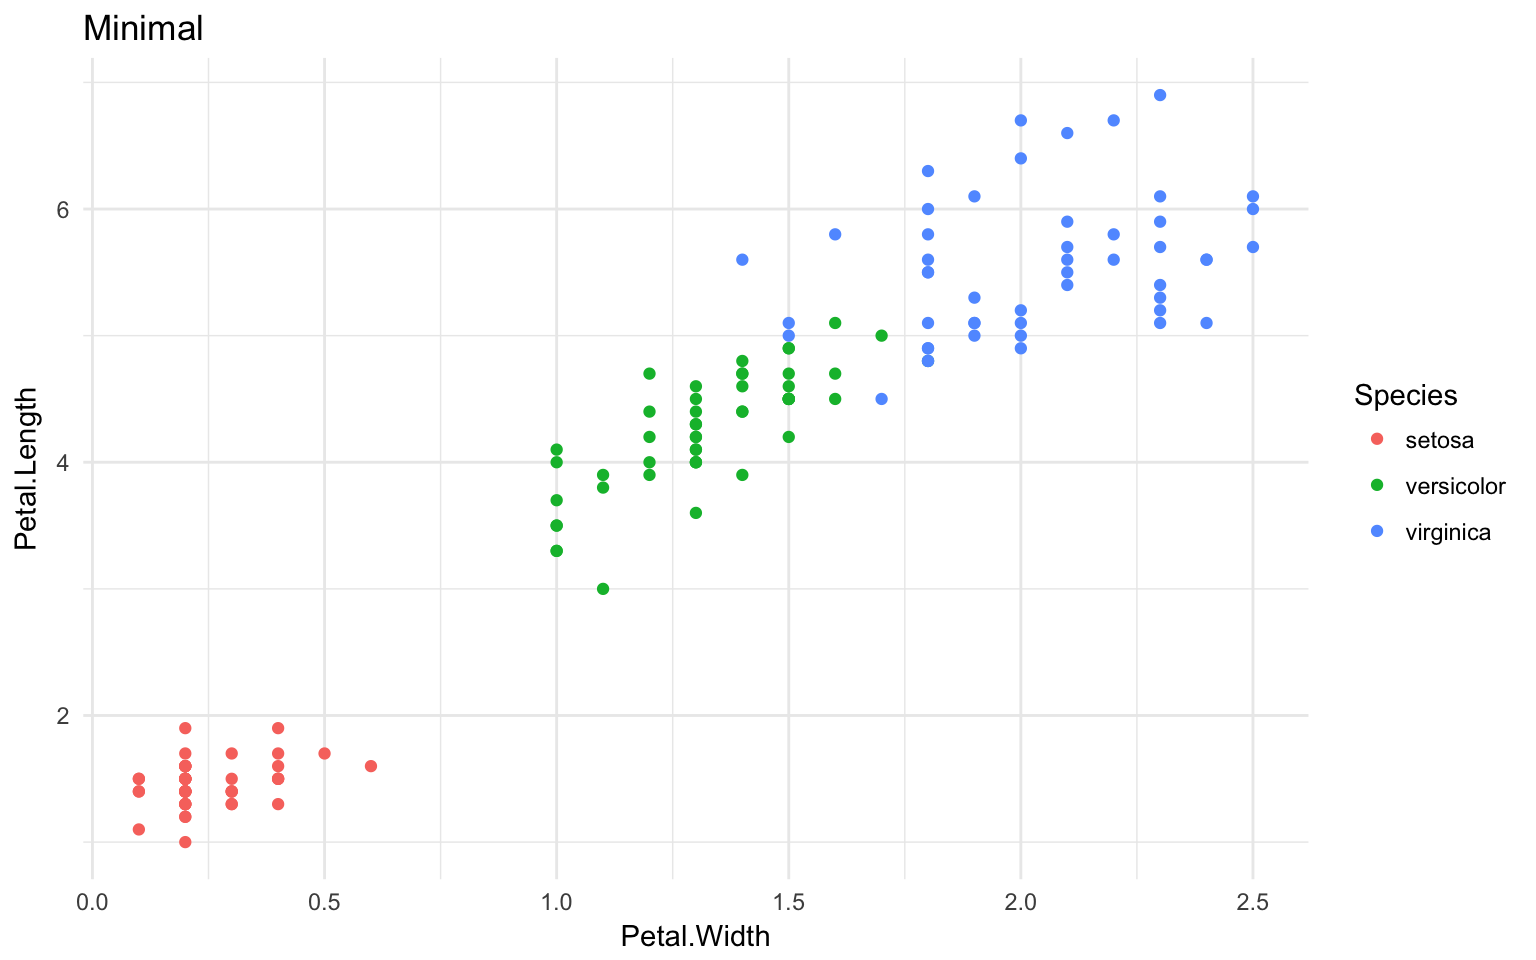 Minimal
Petal.Length
6
4
2
0.0 0.5 1.0 1.5 2.0 2.5
Petal.Width
Species
setosa
versicolor
virginica